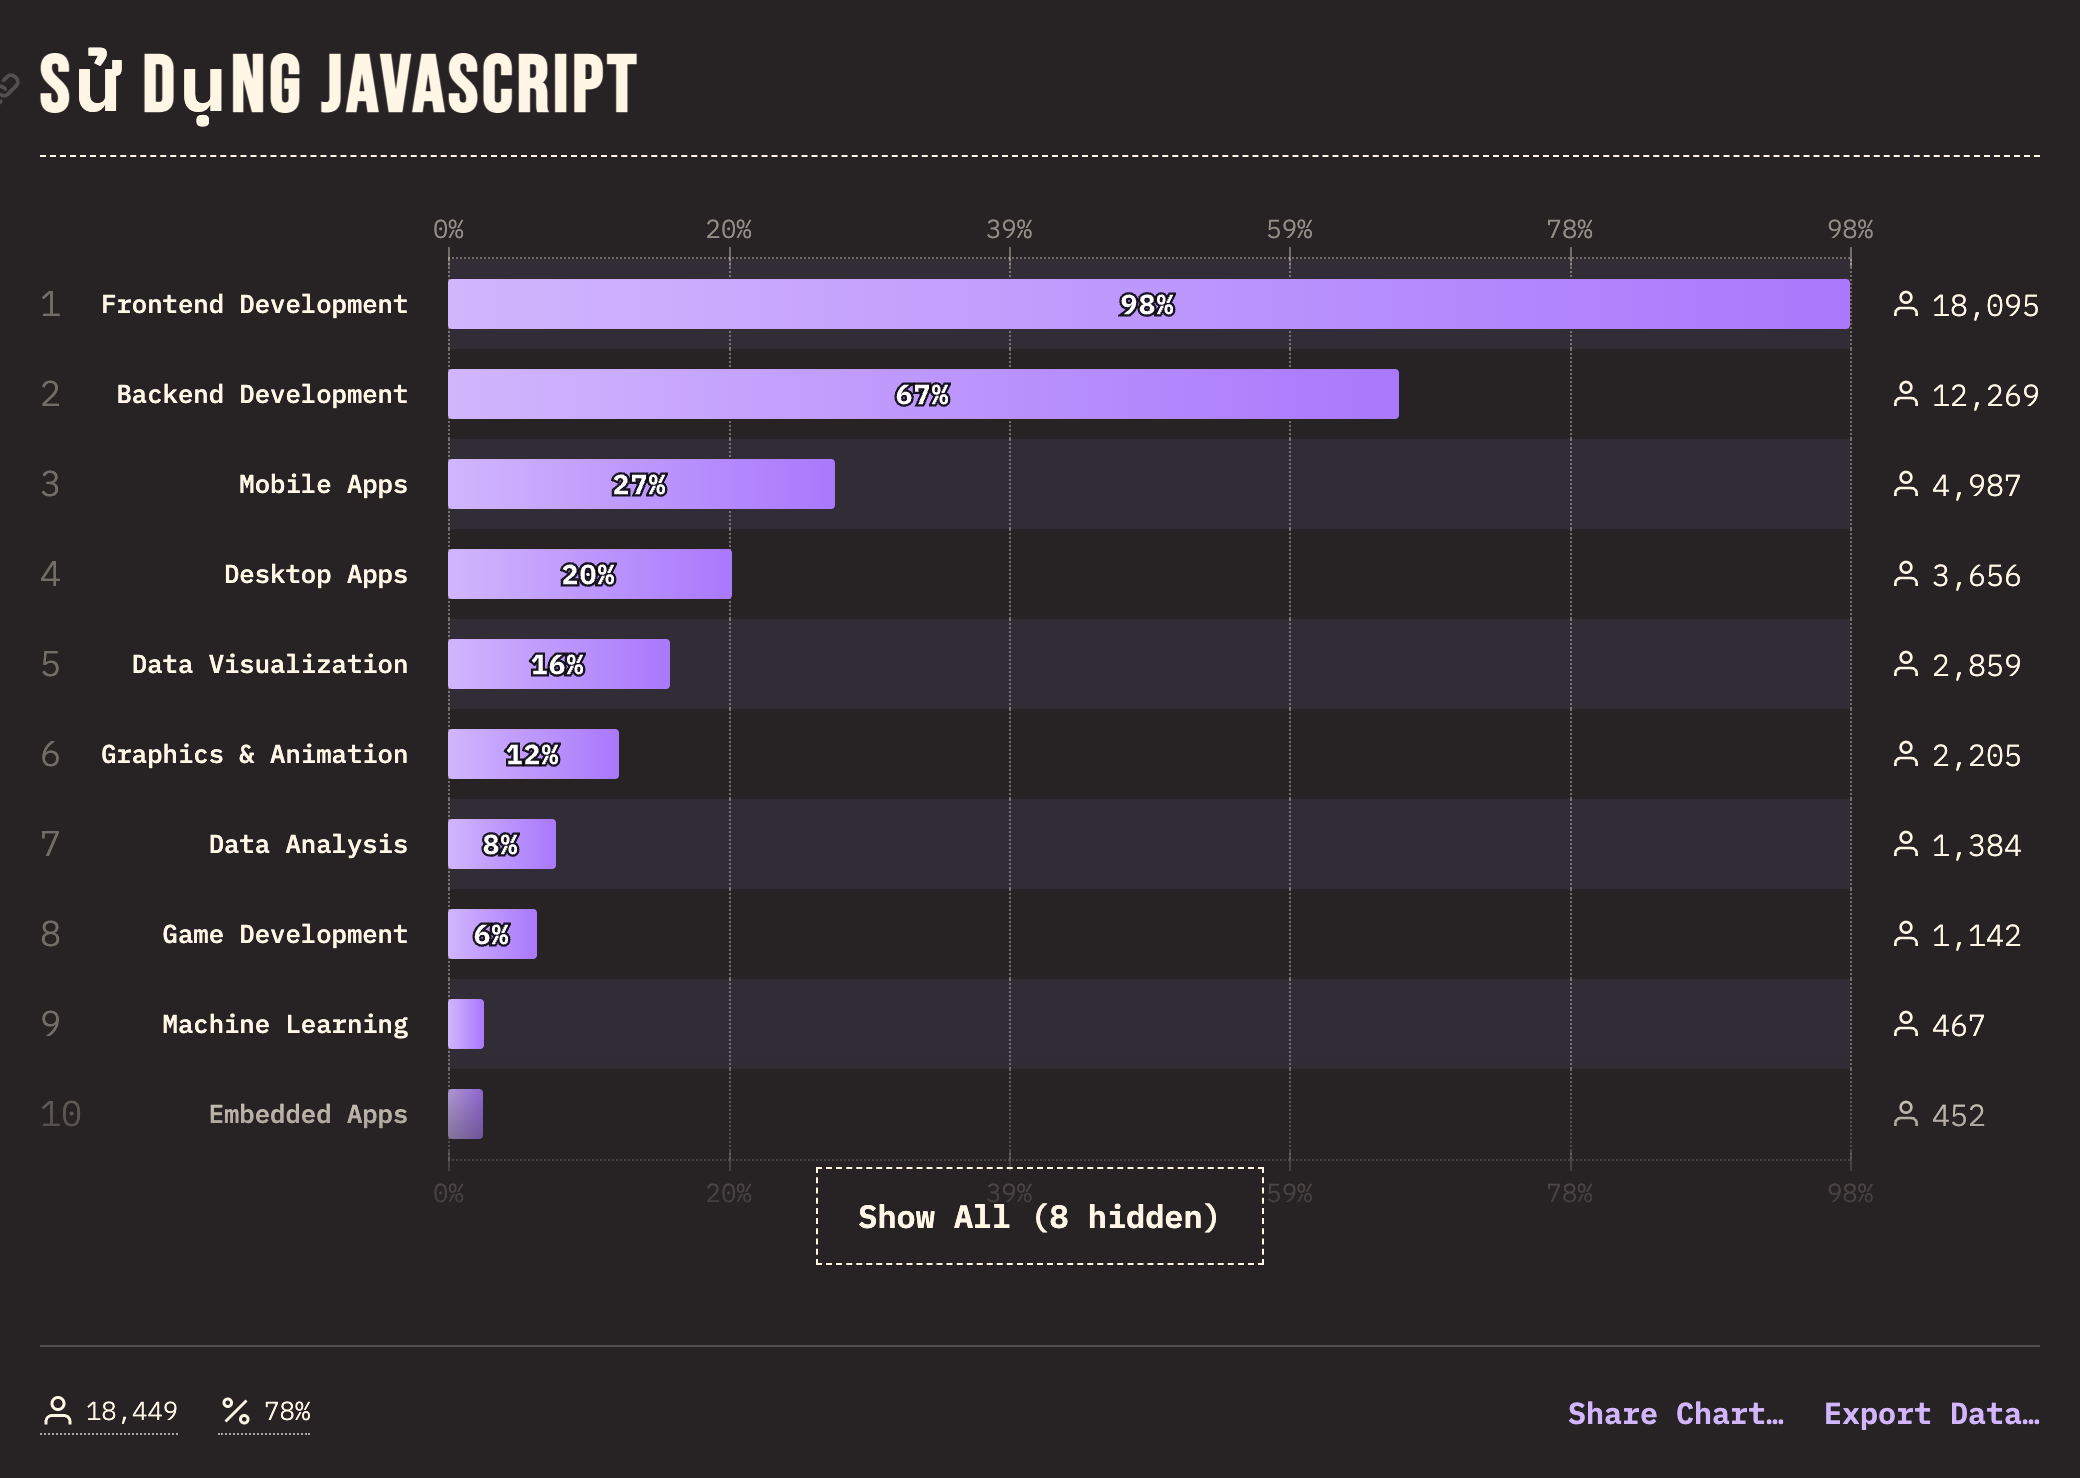 Sử DụNG JAVASCRIPT
0% 20% 39% 59% 78% 98%
1 Frontend Development 98% 18,095
2 Backend Development 67% 12,269
3 Mobile Apps 27% 4,987
4 Desktop Apps 20% 3,656
5 Data Visualization 16% 2,859
6 Graphics & Animation 12% 2,205
7 Data Analysis 8% 1,384
8 Game Development 6% 1,142
9 Machine Learning 467
10 Embedded Apps 452
0% 20% 39% 59% 78% 98%
Show All (8 hidden)
18,449 78% Share Chart… Export Data…